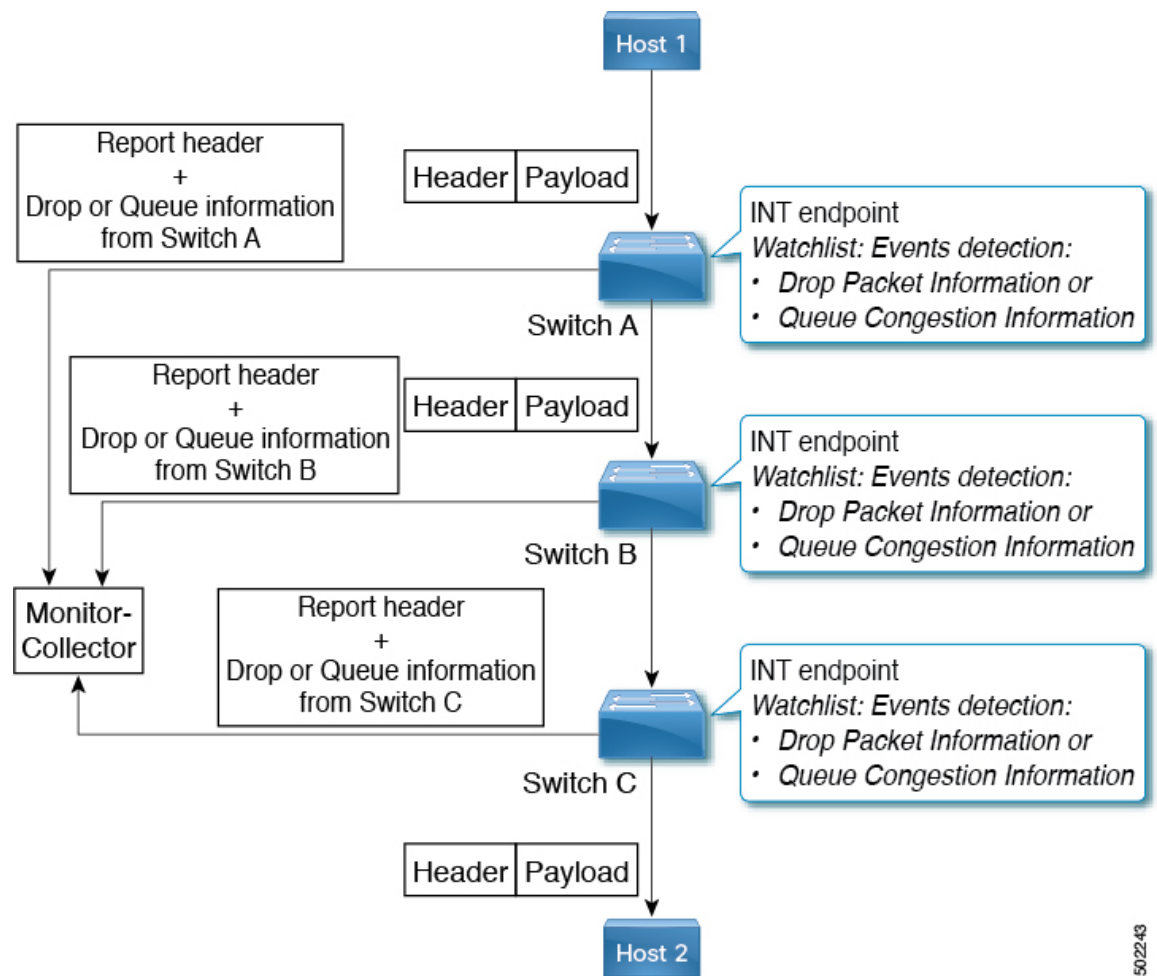 Host 1
Report header
+
Drop or Queue information
from Switch A
Header Payload
INT endpoint
Watchlist: Events detection:
• Drop Packet Information or
• Queue Congestion Information
Switch A
Report header
+
Drop or Queue information
from Switch B
Header Payload
INT endpoint
Watchlist: Events detection:
• Drop Packet Information or
• Queue Congestion Information
Switch B
Monitor-
Collector
Report header
+
Drop or Queue information
from Switch C
INT endpoint
Watchlist: Events detection:
• Drop Packet Information or
• Queue Congestion Information
Switch C
Header Payload
Host 2
502243